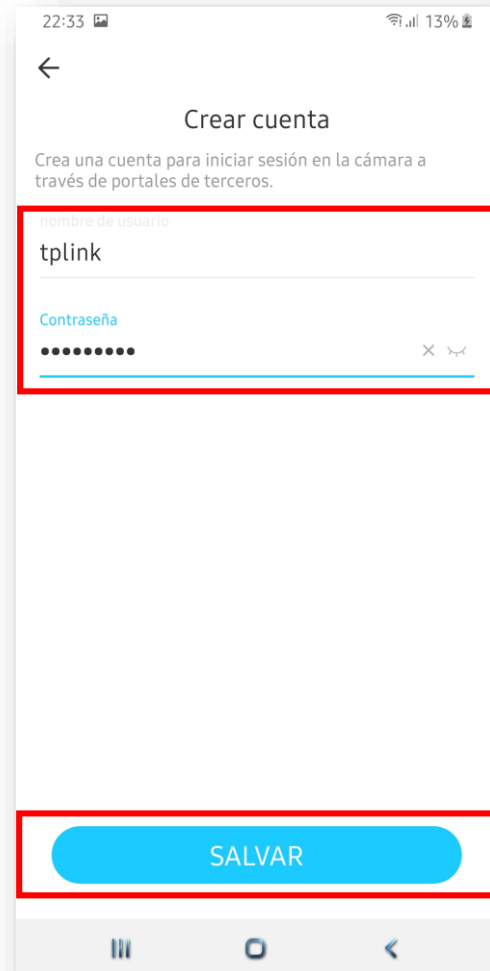 22:33 13%
Crear cuenta
Crea una cuenta para iniciar sesión en la cámara a
través de portales de terceros.
nombre de usuario
tplink
Contraseña
•••••••••
SALVAR